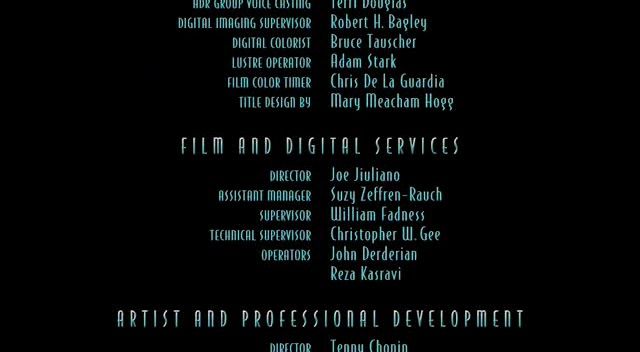 ADR GROUP VOICE CASTING Terri Douglas
DIGITAL IMAGING SUPERVISOR Robert H. Bagley
DIGITAL COLORIST Bruce Tauscher
LUSTRE OPERATOR Adam Stark
FILM COLOR TIMER Chris De La Guardia
TITLE DESIGN BY Mary Meacham Hogg
FILM AND DIGITAL SERVICES
DIRECTOR Joe Jiuliano
ASSISTANT MANAGER Suzy Zeffren-Rauch
SUPERVISOR William Fadness
TECHNICAL SUPERVISOR Christopher W. Gee
OPERATORS John Derderian
Reza Kasravi
ARTIST AND PROFESSIONAL DEVELOPMENT
DIRECTOR Tenny Chonin